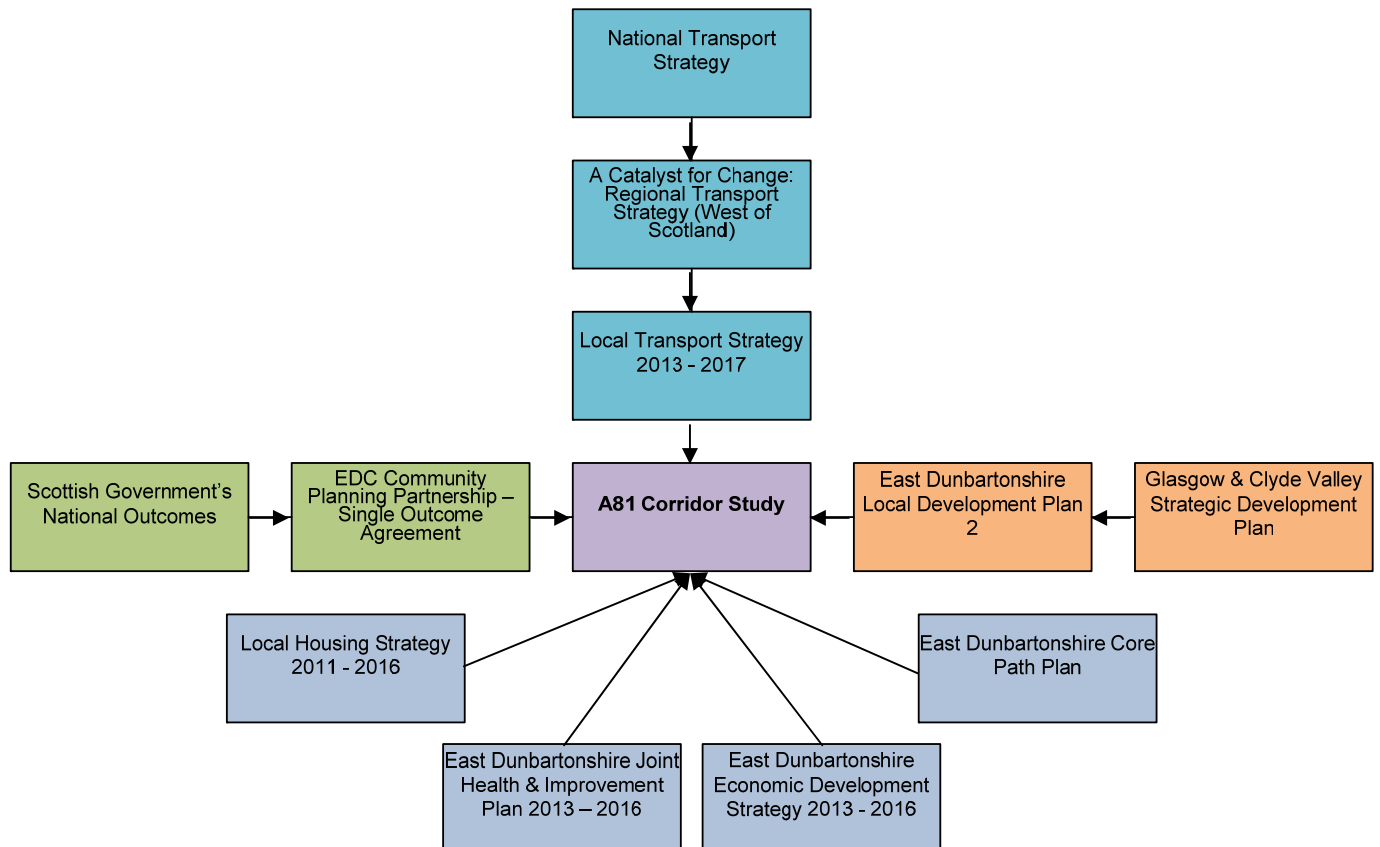 National Transport
Strategy
A Catalyst for Change:
Regional Transport
Strategy (West of
Scotland)
Local Transport Strategy
2013 - 2017
Scottish Government's
National Outcomes
EDC Community
Planning Partnership –
Single Outcome
Agreement
A81 Corridor Study
East Dunbartonshire
Local Development Plan
2
Glasgow & Clyde Valley
Strategic Development
Plan
Local Housing Strategy
2011 - 2016
East Dunbartonshire Core
Path Plan
East Dunbartonshire Joint
Health & Improvement
Plan 2013 – 2016
East Dunbartonshire
Economic Development
Strategy 2013 - 2016